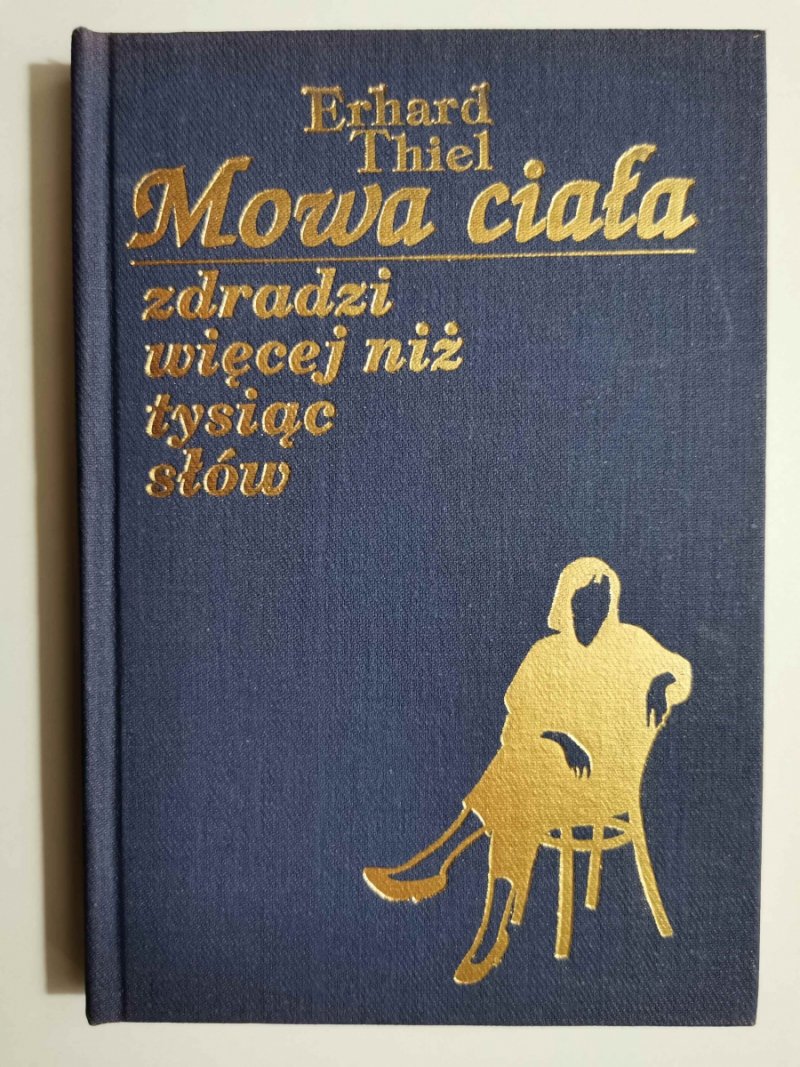 Erhard
Thiel
Mowa ciała
zdradzi
więcej niż
tysiąc
słów